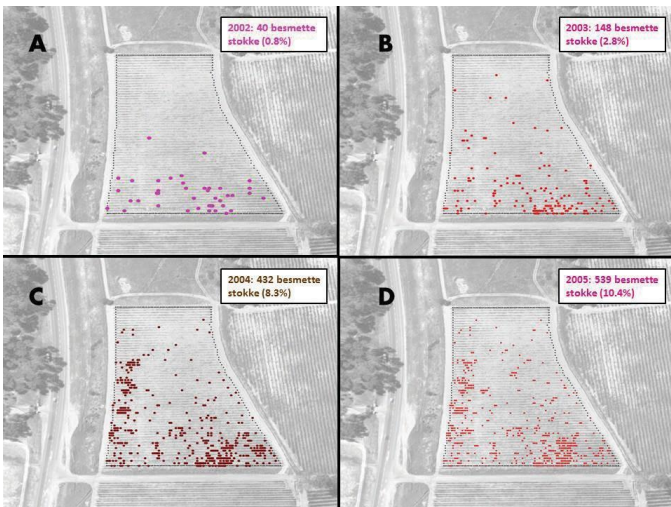 A
2002: 40 besmette
stokke (0.8%)
B
2003: 148 besmette
stokke (2.8%)
C
2004: 432 besmette
stokke (8.3%)
D
2005: 539 besmette
stokke (10.4%)